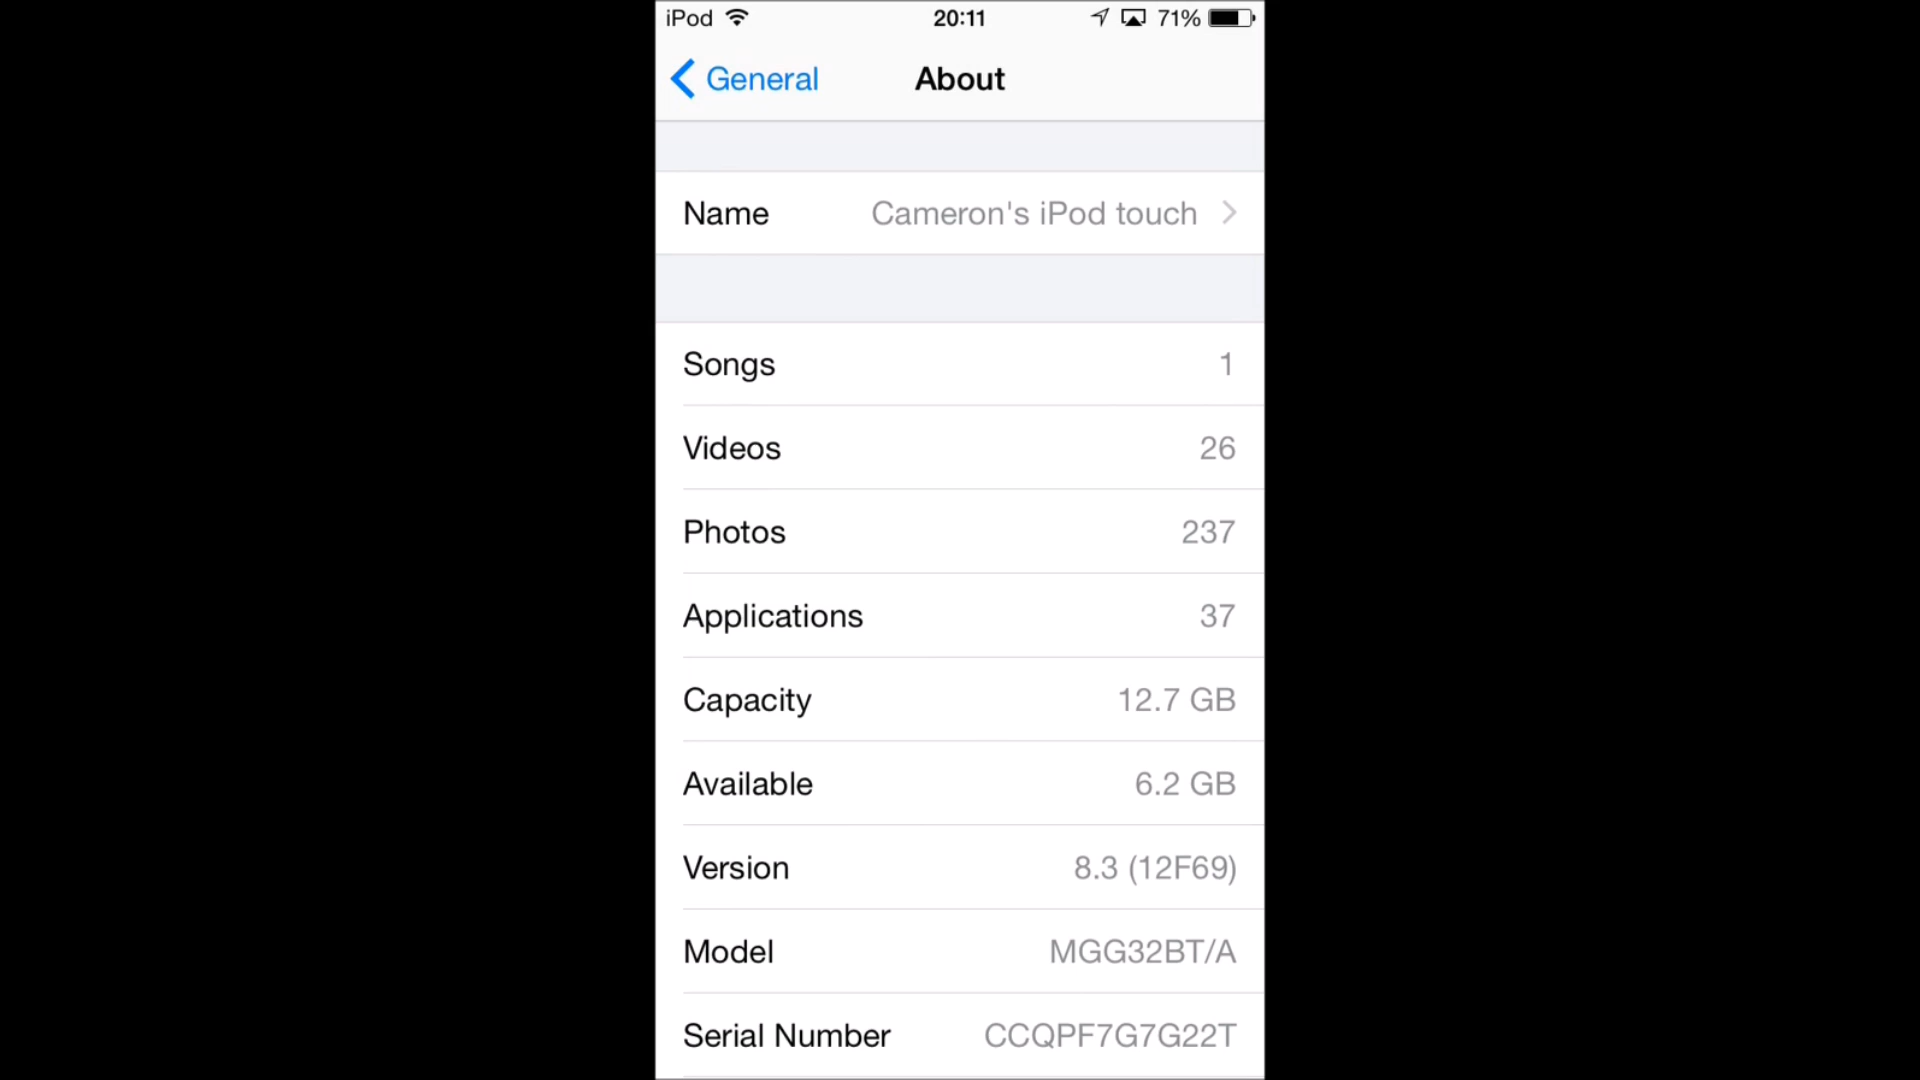 iPod 20:11 71%
General About
Name Cameron's iPod touch
Songs 1
Videos 26
Photos 237
Applications 37
Capacity 12.7 GB
Available 6.2 GB
Version 8.3 (12F69)
Model MGG32BT/A
Serial Number CCQPF7G7G22T